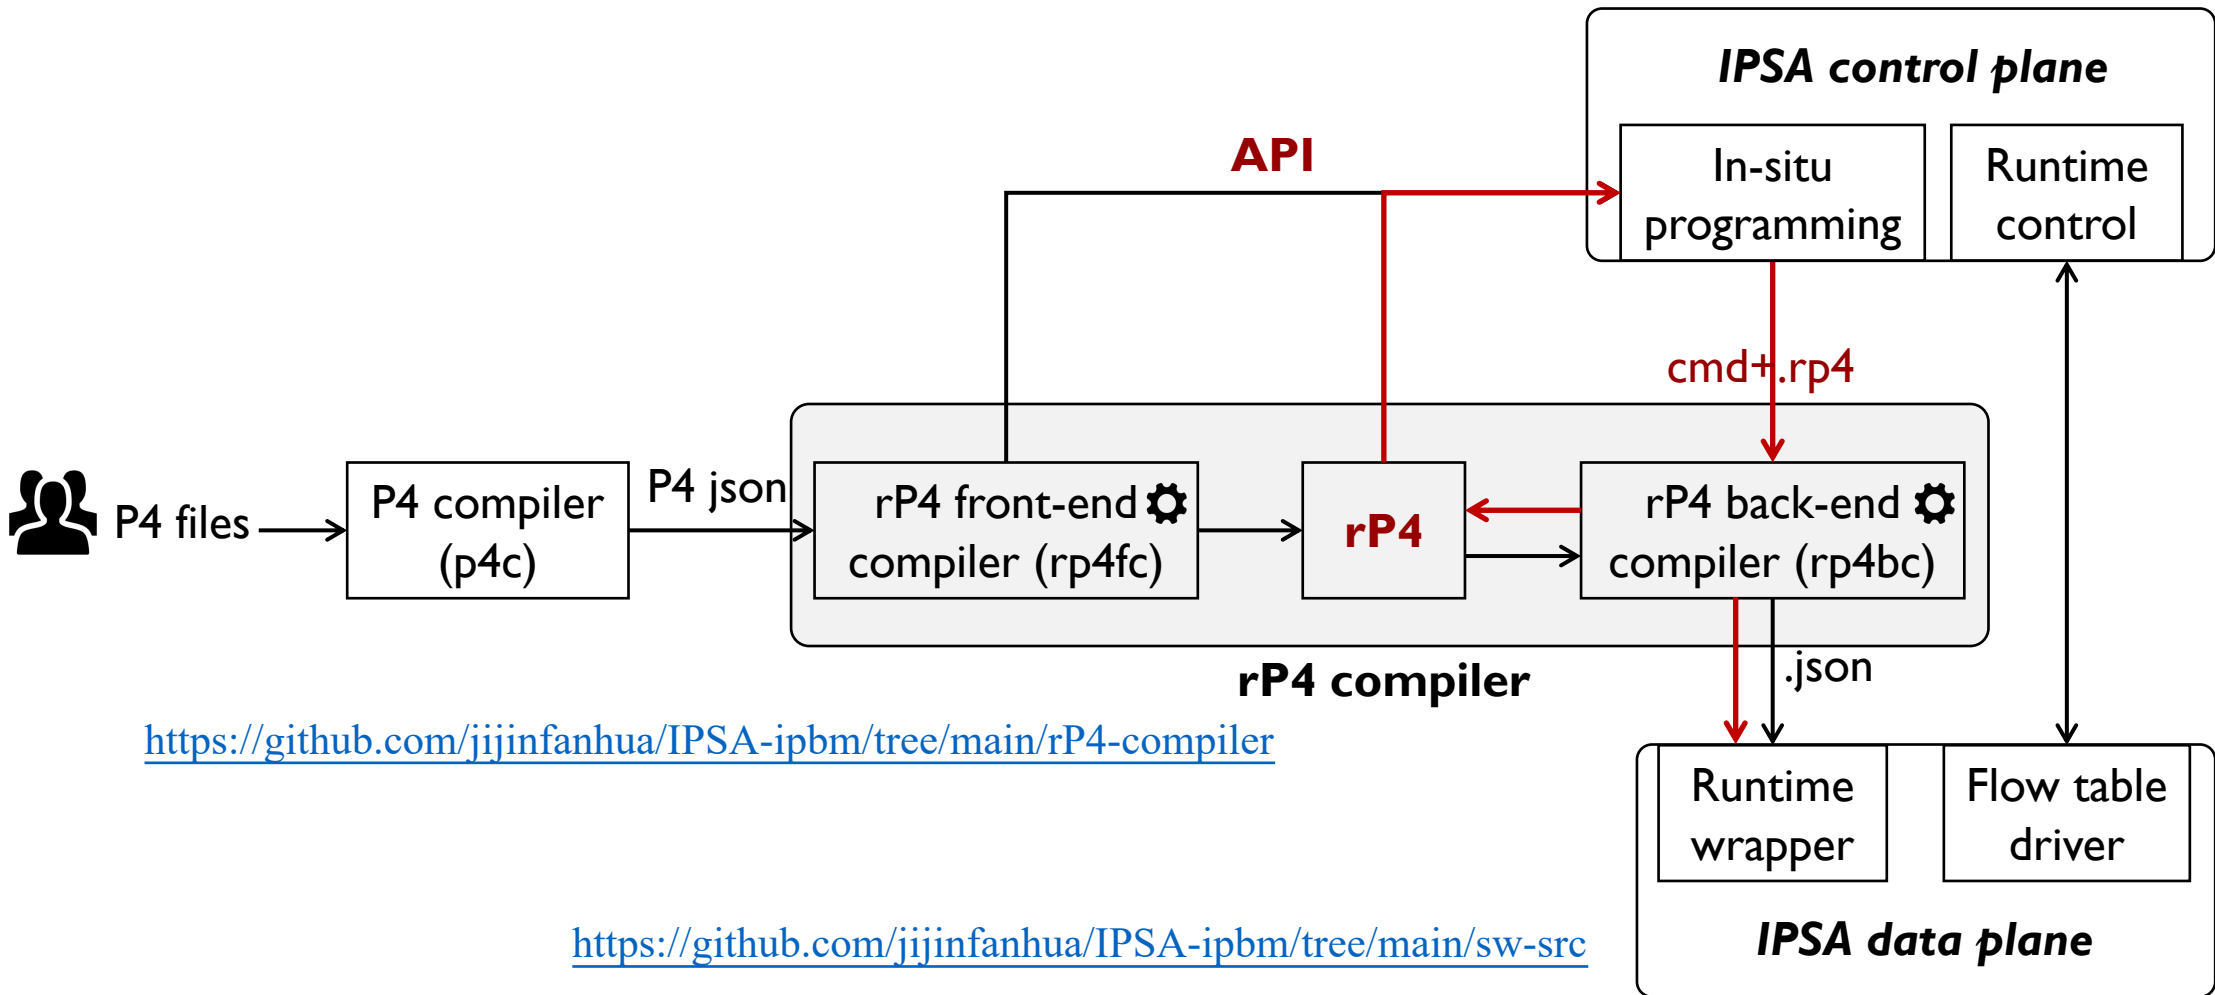 IPSA control plane
API
In-situ
programming
Runtime
control
cmd+.rp4
P4 files
P4 compiler
(p4c)
P4 json
rP4 front-end
compiler (rp4fc)
rP4
rP4 back-end
compiler (rp4bc)
rP4 compiler
.json
https://github.com/jijinfanhua/IPSA-ipbm/tree/main/rP4-compiler
Runtime
wrapper
Flow table
driver
https://github.com/jijinfanhua/IPSA-ipbm/tree/main/sw-src
IPSA data plane